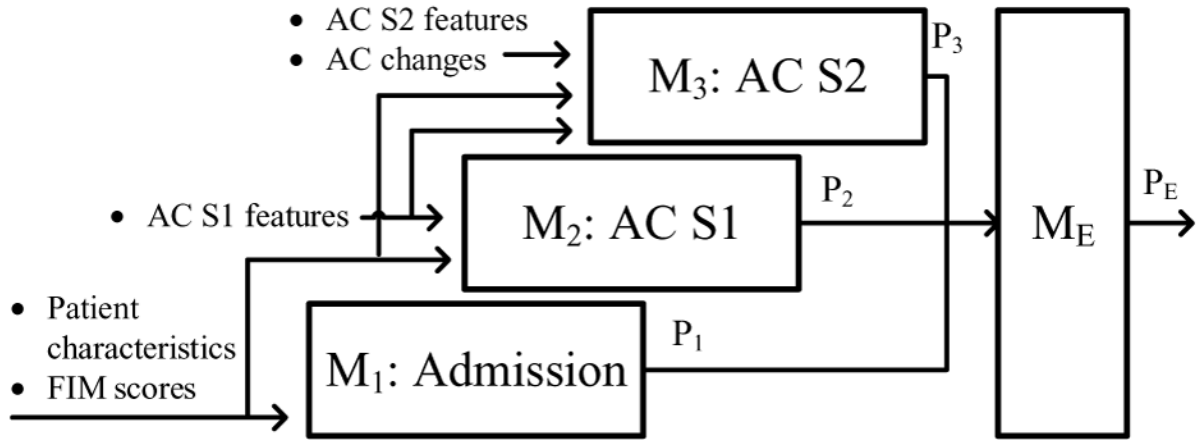 • AC S2 features
• AC changes
M₃: AC S2
P₃
• AC S1 features
M₂: AC S1
P₂
M_E
P_E
• Patient
characteristics
• FIM scores
M₁: Admission
P₁